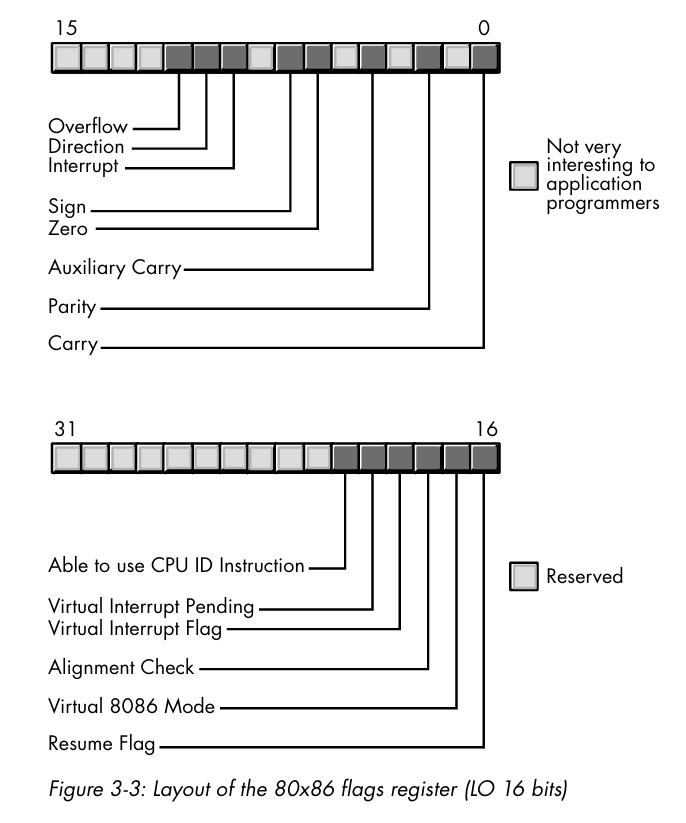 15 0
Overflow
Direction
Interrupt
Sign
Zero
Auxiliary Carry
Parity
Carry
Not very
interesting to
application
programmers
31 16
Able to use CPU ID Instruction
Virtual Interrupt Pending
Virtual Interrupt Flag
Alignment Check
Virtual 8086 Mode
Resume Flag
Reserved
Figure 3-3: Layout of the 80x86 flags register (LO 16 bits)